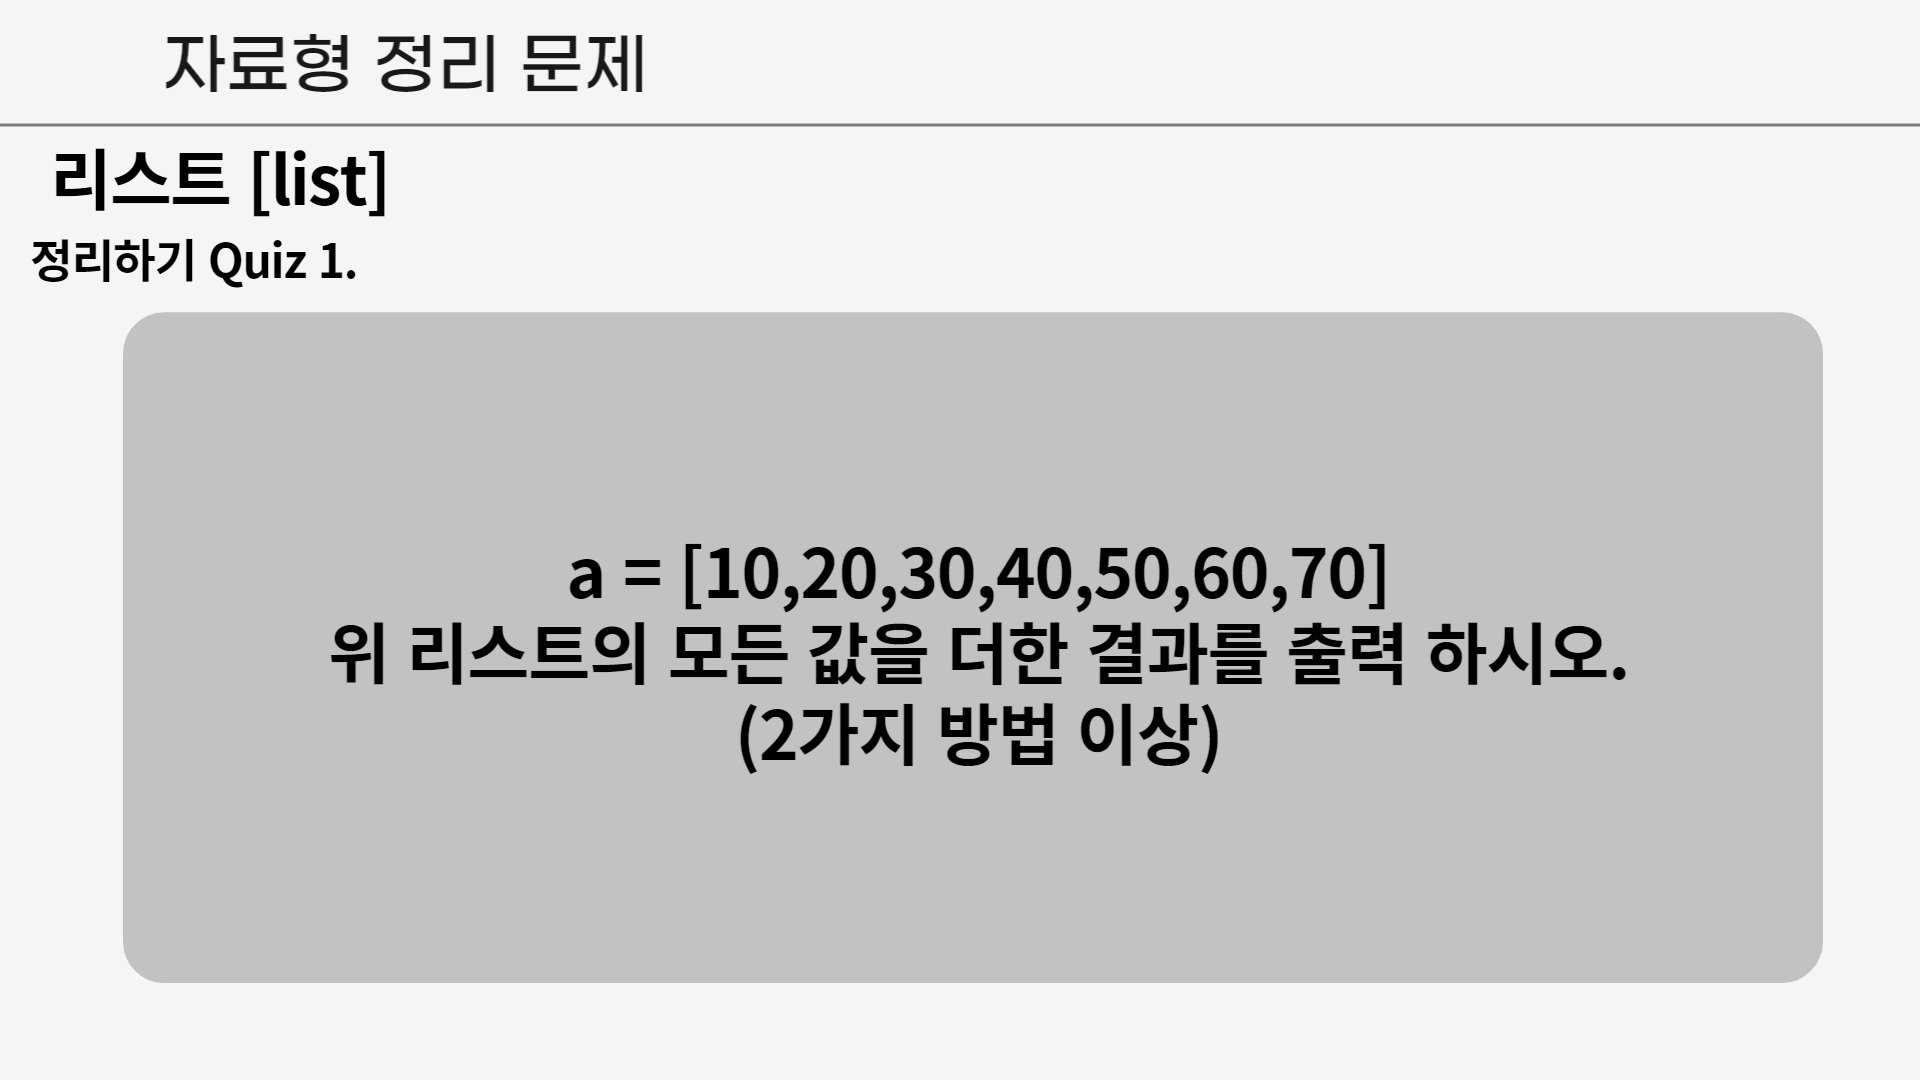 자료형 정리 문제
리스트 [list]
정리하기 Quiz 1.
a = [10,20,30,40,50,60,70]
위 리스트의 모든 값을 더한 결과를 출력 하시오.
(2가지 방법 이상)